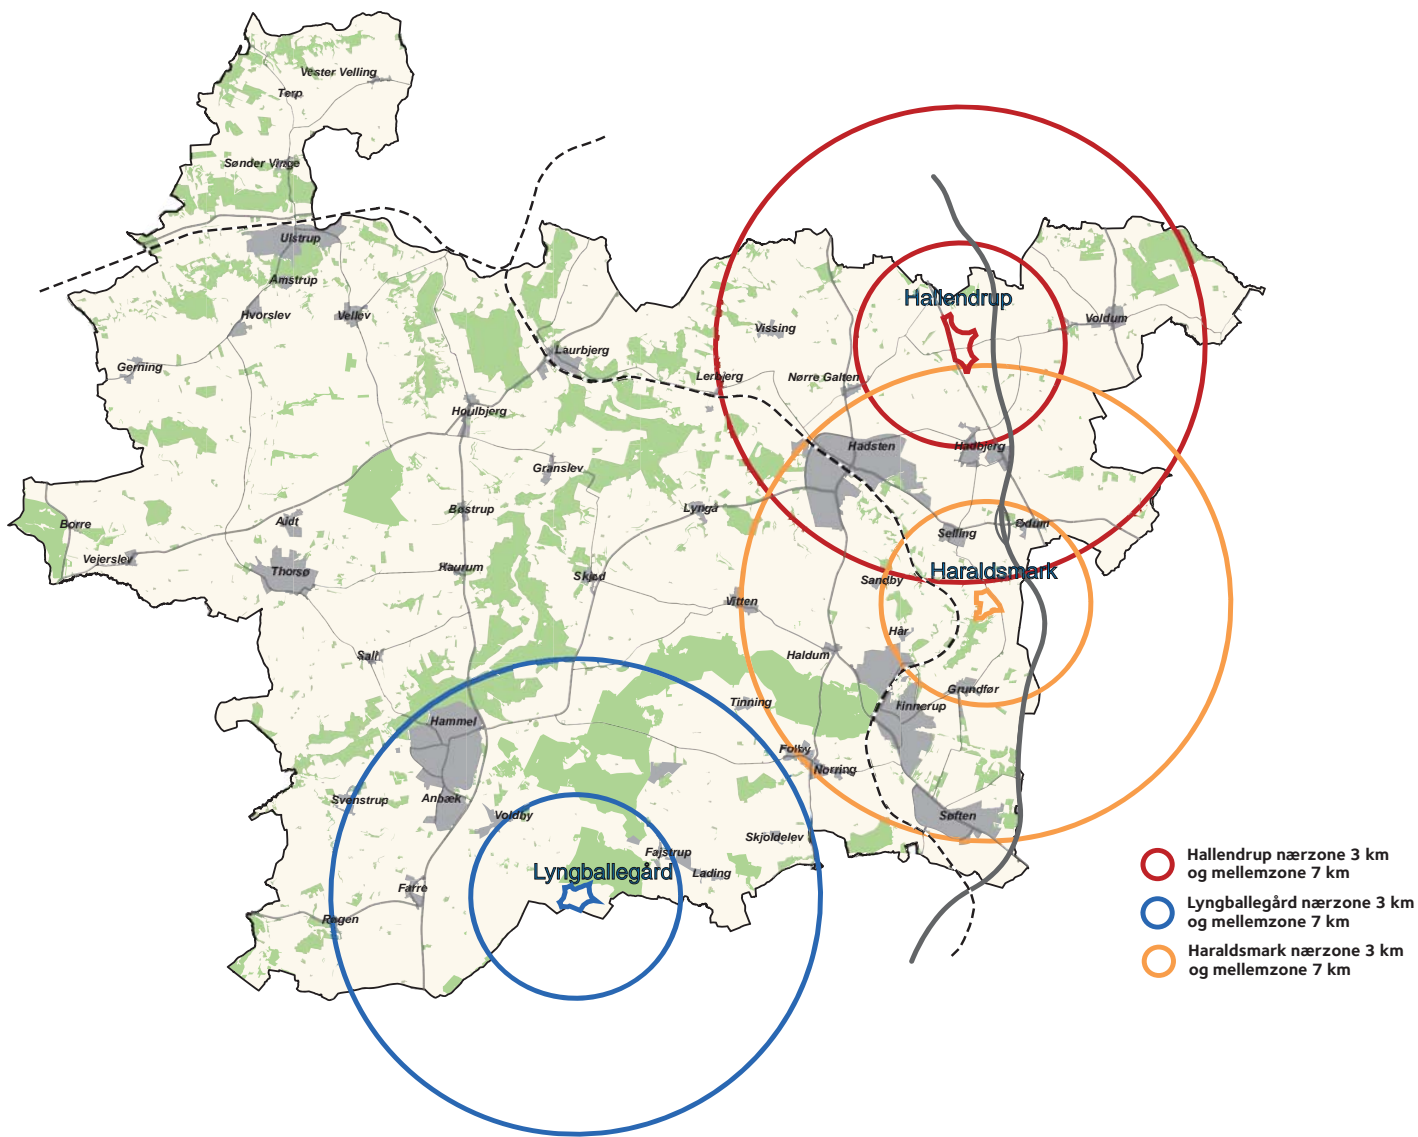 Vester Velling
Terp
Sønder Vinge
Ulstrup
Amstrup
Hvorslev
Vellev
Gerning
Laurbjerg
Houlbjerg
Granslev
Hallendrup
Voldum
Vissing
Lerbjerg
Nørre Galten
Hadsten
Hadbjerg
Borre
Vejerslev
Aidt
Thorsø
Bøstrup
Haurum
Skjød
Lyngå
Vitten
Selling
Ødum
Sandby
Haraldsmark
Hår
Haldum
Grundfør
Hinnerup
Sall
Tinning
Hammel
Folby
Norring
Svenstrup
Anbæk
Voldby
Søften
Skjoldelev
Fajstrup
Lading
Lyngballegård
Farre
Røgen
Hallendrup nærzone 3 km
og mellemzone 7 km
Lyngballegård nærzone 3 km
og mellemzone 7 km
Haraldsmark nærzone 3 km
og mellemzone 7 km